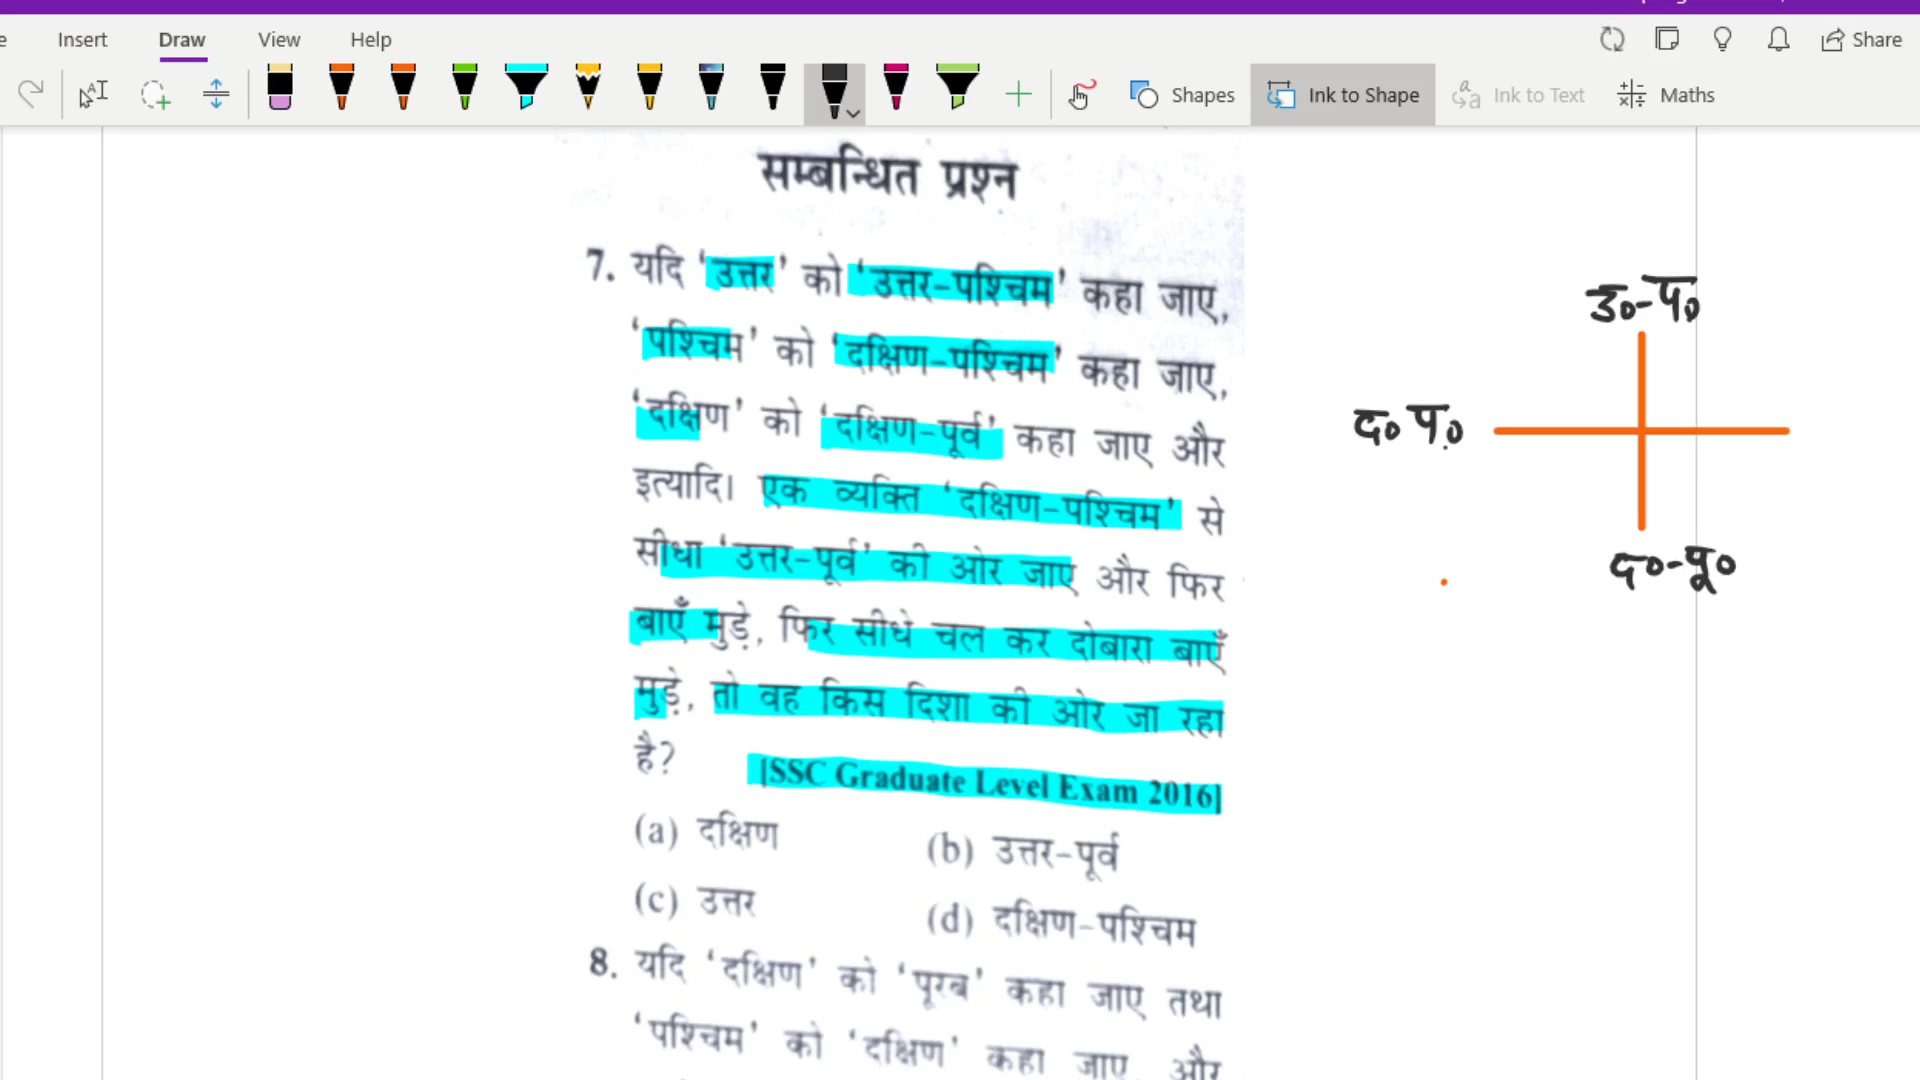 Insert Draw View Help Share
Shapes Ink to Shape Ink to Text Maths
सम्बन्धित प्रश्न
7. यदि 'उत्तर' को 'उत्तर-पश्चिम' कहा जाए,
'पश्चिम' को 'दक्षिण-पश्चिम' कहा जाए,
'दक्षिण' को 'दक्षिण-पूर्व' कहा जाए और
इत्यादि। एक व्यक्ति 'दक्षिण-पश्चिम' से
सीधा 'उत्तर-पूर्व' की ओर जाए और फिर
बाएँ मुड़े, फिर सीधे चल कर दोबारा बाएँ
मुड़े, तो वह किस दिशा की ओर जा रहा
है? [SSC Graduate Level Exam 2016]
(a) दक्षिण (b) उत्तर-पूर्व
(c) उत्तर (d) दक्षिण-पश्चिम
8. यदि 'दक्षिण' को 'पूरब' कहा जाए तथा
'पश्चिम' को 'दक्षिण' कहा जाए और
उ०-प०
द० प०
द०-पू०